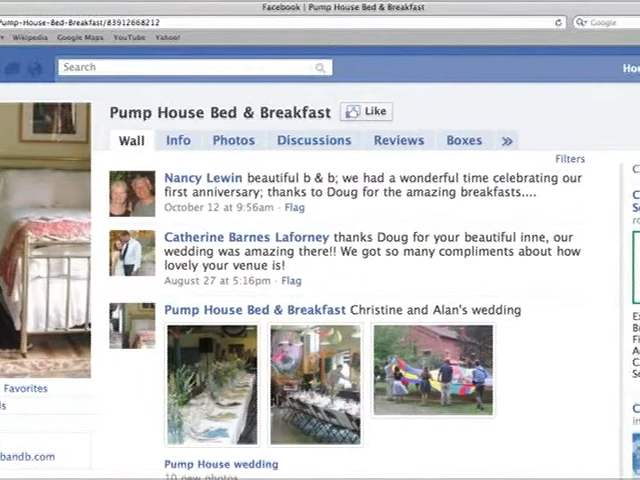 Facebook | Pump House Bed & Breakfast
Pump-House-Bed-Breakfast/83912668212
Google
Wikipedia Google Maps YouTube Yahoo!
Search
Pump House Bed & Breakfast
Like
Wall Info Photos Discussions Reviews Boxes »
Filters
Nancy Lewin beautiful b & b; we had a wonderful time celebrating our
first anniversary; thanks to Doug for the amazing breakfasts....
October 12 at 9:56am · Flag
Catherine Barnes Laforney thanks Doug for your beautiful inne, our
wedding was amazing there!! We got so many compliments about how
lovely your venue is!
August 27 at 5:16pm · Flag
Pump House Bed & Breakfast Christine and Alan's wedding
Favorites
bandb.com
Pump House wedding
10 new photos